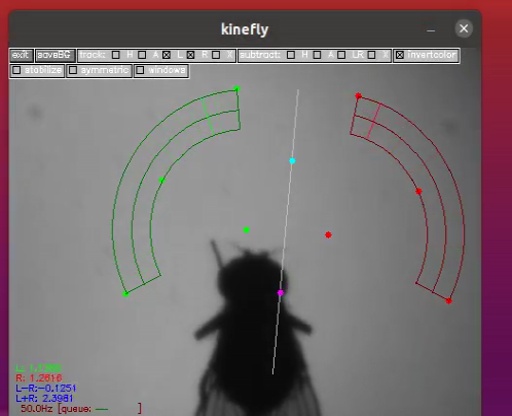 kinefly
exit saveBG track: H A L R X subtract: H A LR X invertcolor
stabilize symmetric windows
R: 1.2616
L-R:-0.1251
L+R: 2.3981
50.0Hz [queue: — ]